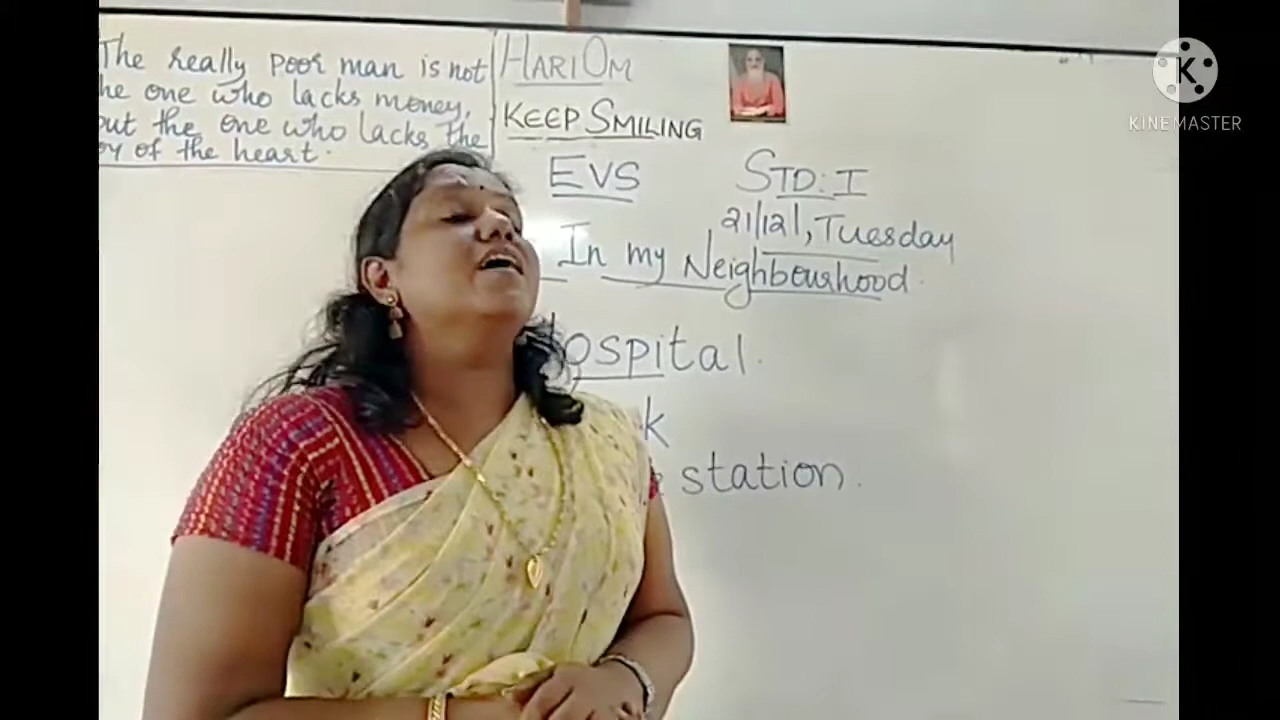 The really poor man is not
he one who lacks money,
out the one who lacks the
oy of the heart.
HARI OM
KEEP SMILING
EVS
STD: I
21/12/, Tuesday
In my Neighbourhood.
ospital.
k
station.
KINEMASTER